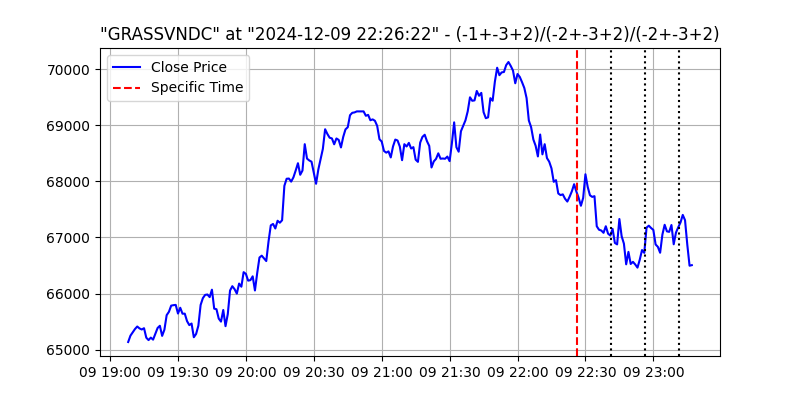 "GRASSVNDC" at "2024-12-09 22:26:22" - (-1+-3+2)/(-2+-3+2)/(-2+-3+2)
Close Price
Specific Time
70000
69000
68000
67000
66000
65000
09 19:00 09 19:30 09 20:00 09 20:30 09 21:00 09 21:30 09 22:00 09 22:30 09 23:00